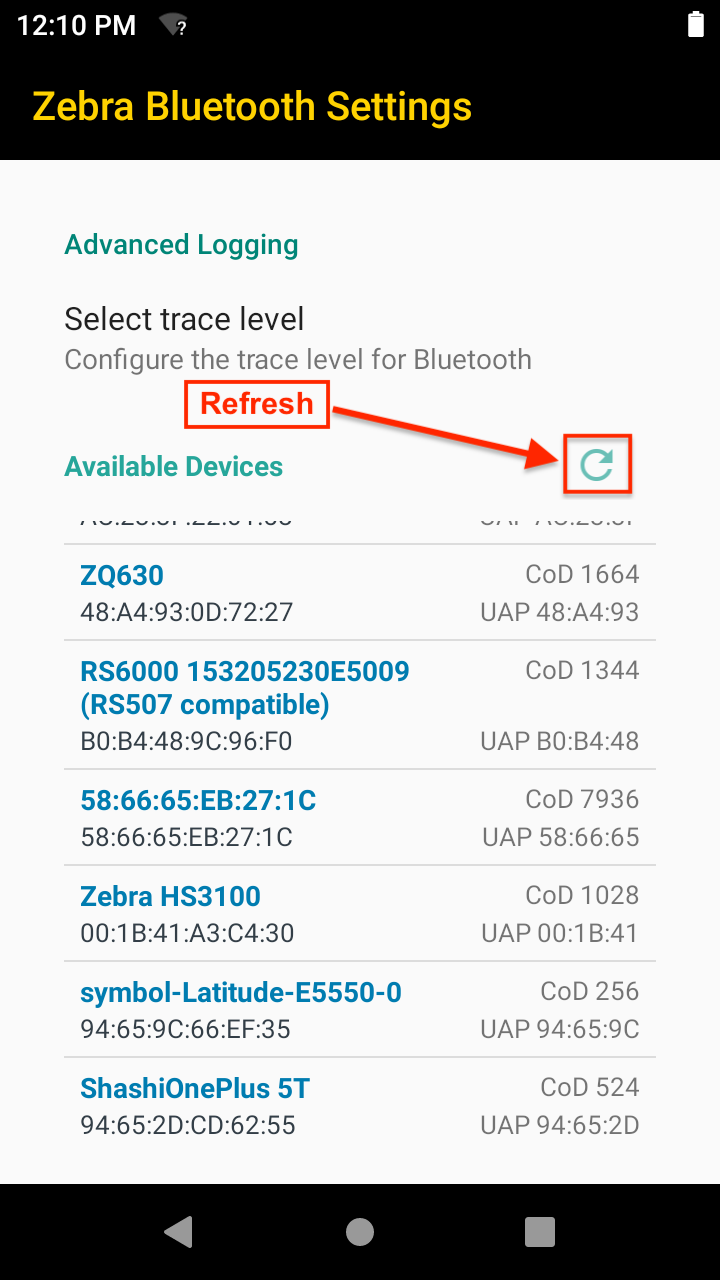 12:10 PM
?
Zebra Bluetooth Settings
Advanced Logging
Select trace level
Configure the trace level for Bluetooth
Refresh
Available Devices
ZQ630 CoD 1664
48:A4:93:0D:72:27 UAP 48:A4:93
RS6000 153205230E5009 CoD 1344
(RS507 compatible)
B0:B4:48:9C:96:F0 UAP B0:B4:48
58:66:65:EB:27:1C CoD 7936
58:66:65:EB:27:1C UAP 58:66:65
Zebra HS3100 CoD 1028
00:1B:41:A3:C4:30 UAP 00:1B:41
symbol-Latitude-E5550-0 CoD 256
94:65:9C:66:EF:35 UAP 94:65:9C
ShashiOnePlus 5T CoD 524
94:65:2D:CD:62:55 UAP 94:65:2D